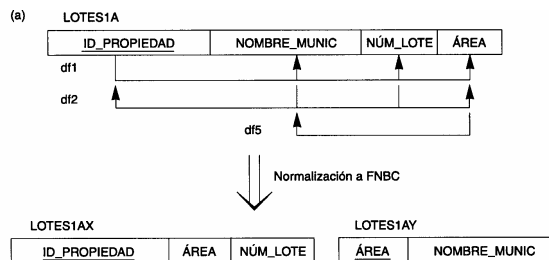 (a)
LOTES1A
ID_PROPIEDAD NOMBRE_MUNIC NÚM_LOTE ÁREA
df1
df2
df5
Normalización a FNBC
LOTES1AX LOTES1AY
ID_PROPIEDAD ÁREA NÚM_LOTE ÁREA NOMBRE_MUNIC